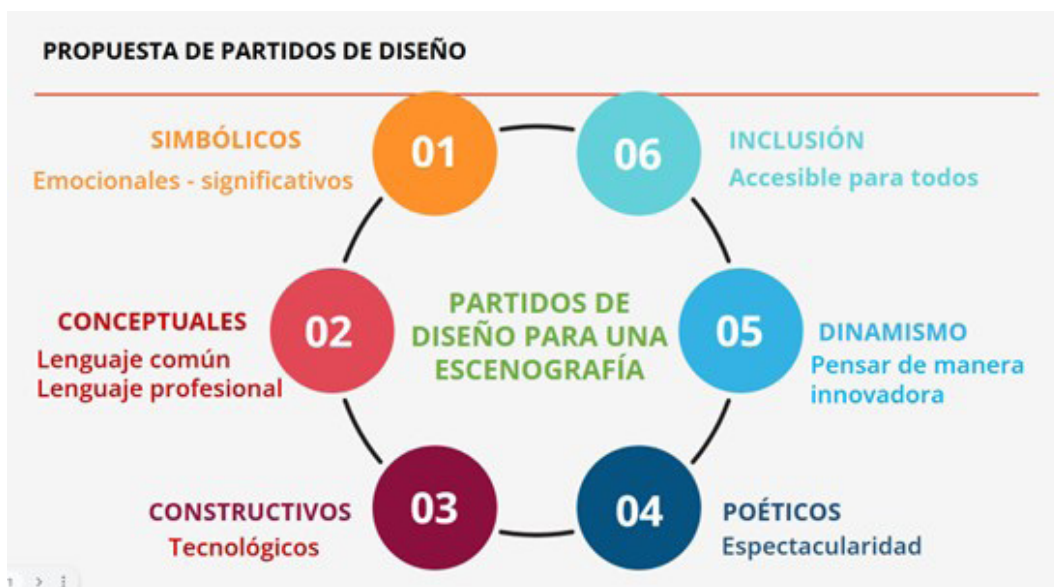 PROPUESTA DE PARTIDOS DE DISEÑO
01
SIMBÓLICOS
Emocionales - significativos
02
CONCEPTUALES
Lenguaje común
Lenguaje profesional
03
CONSTRUCTIVOS
Tecnológicos
04
POÉTICOS
Espectacularidad
05
DINAMISMO
Pensar de manera
innovadora
06
INCLUSIÓN
Accesible para todos
PARTIDOS DE
DISEÑO PARA UNA
ESCENOGRAFÍA
1